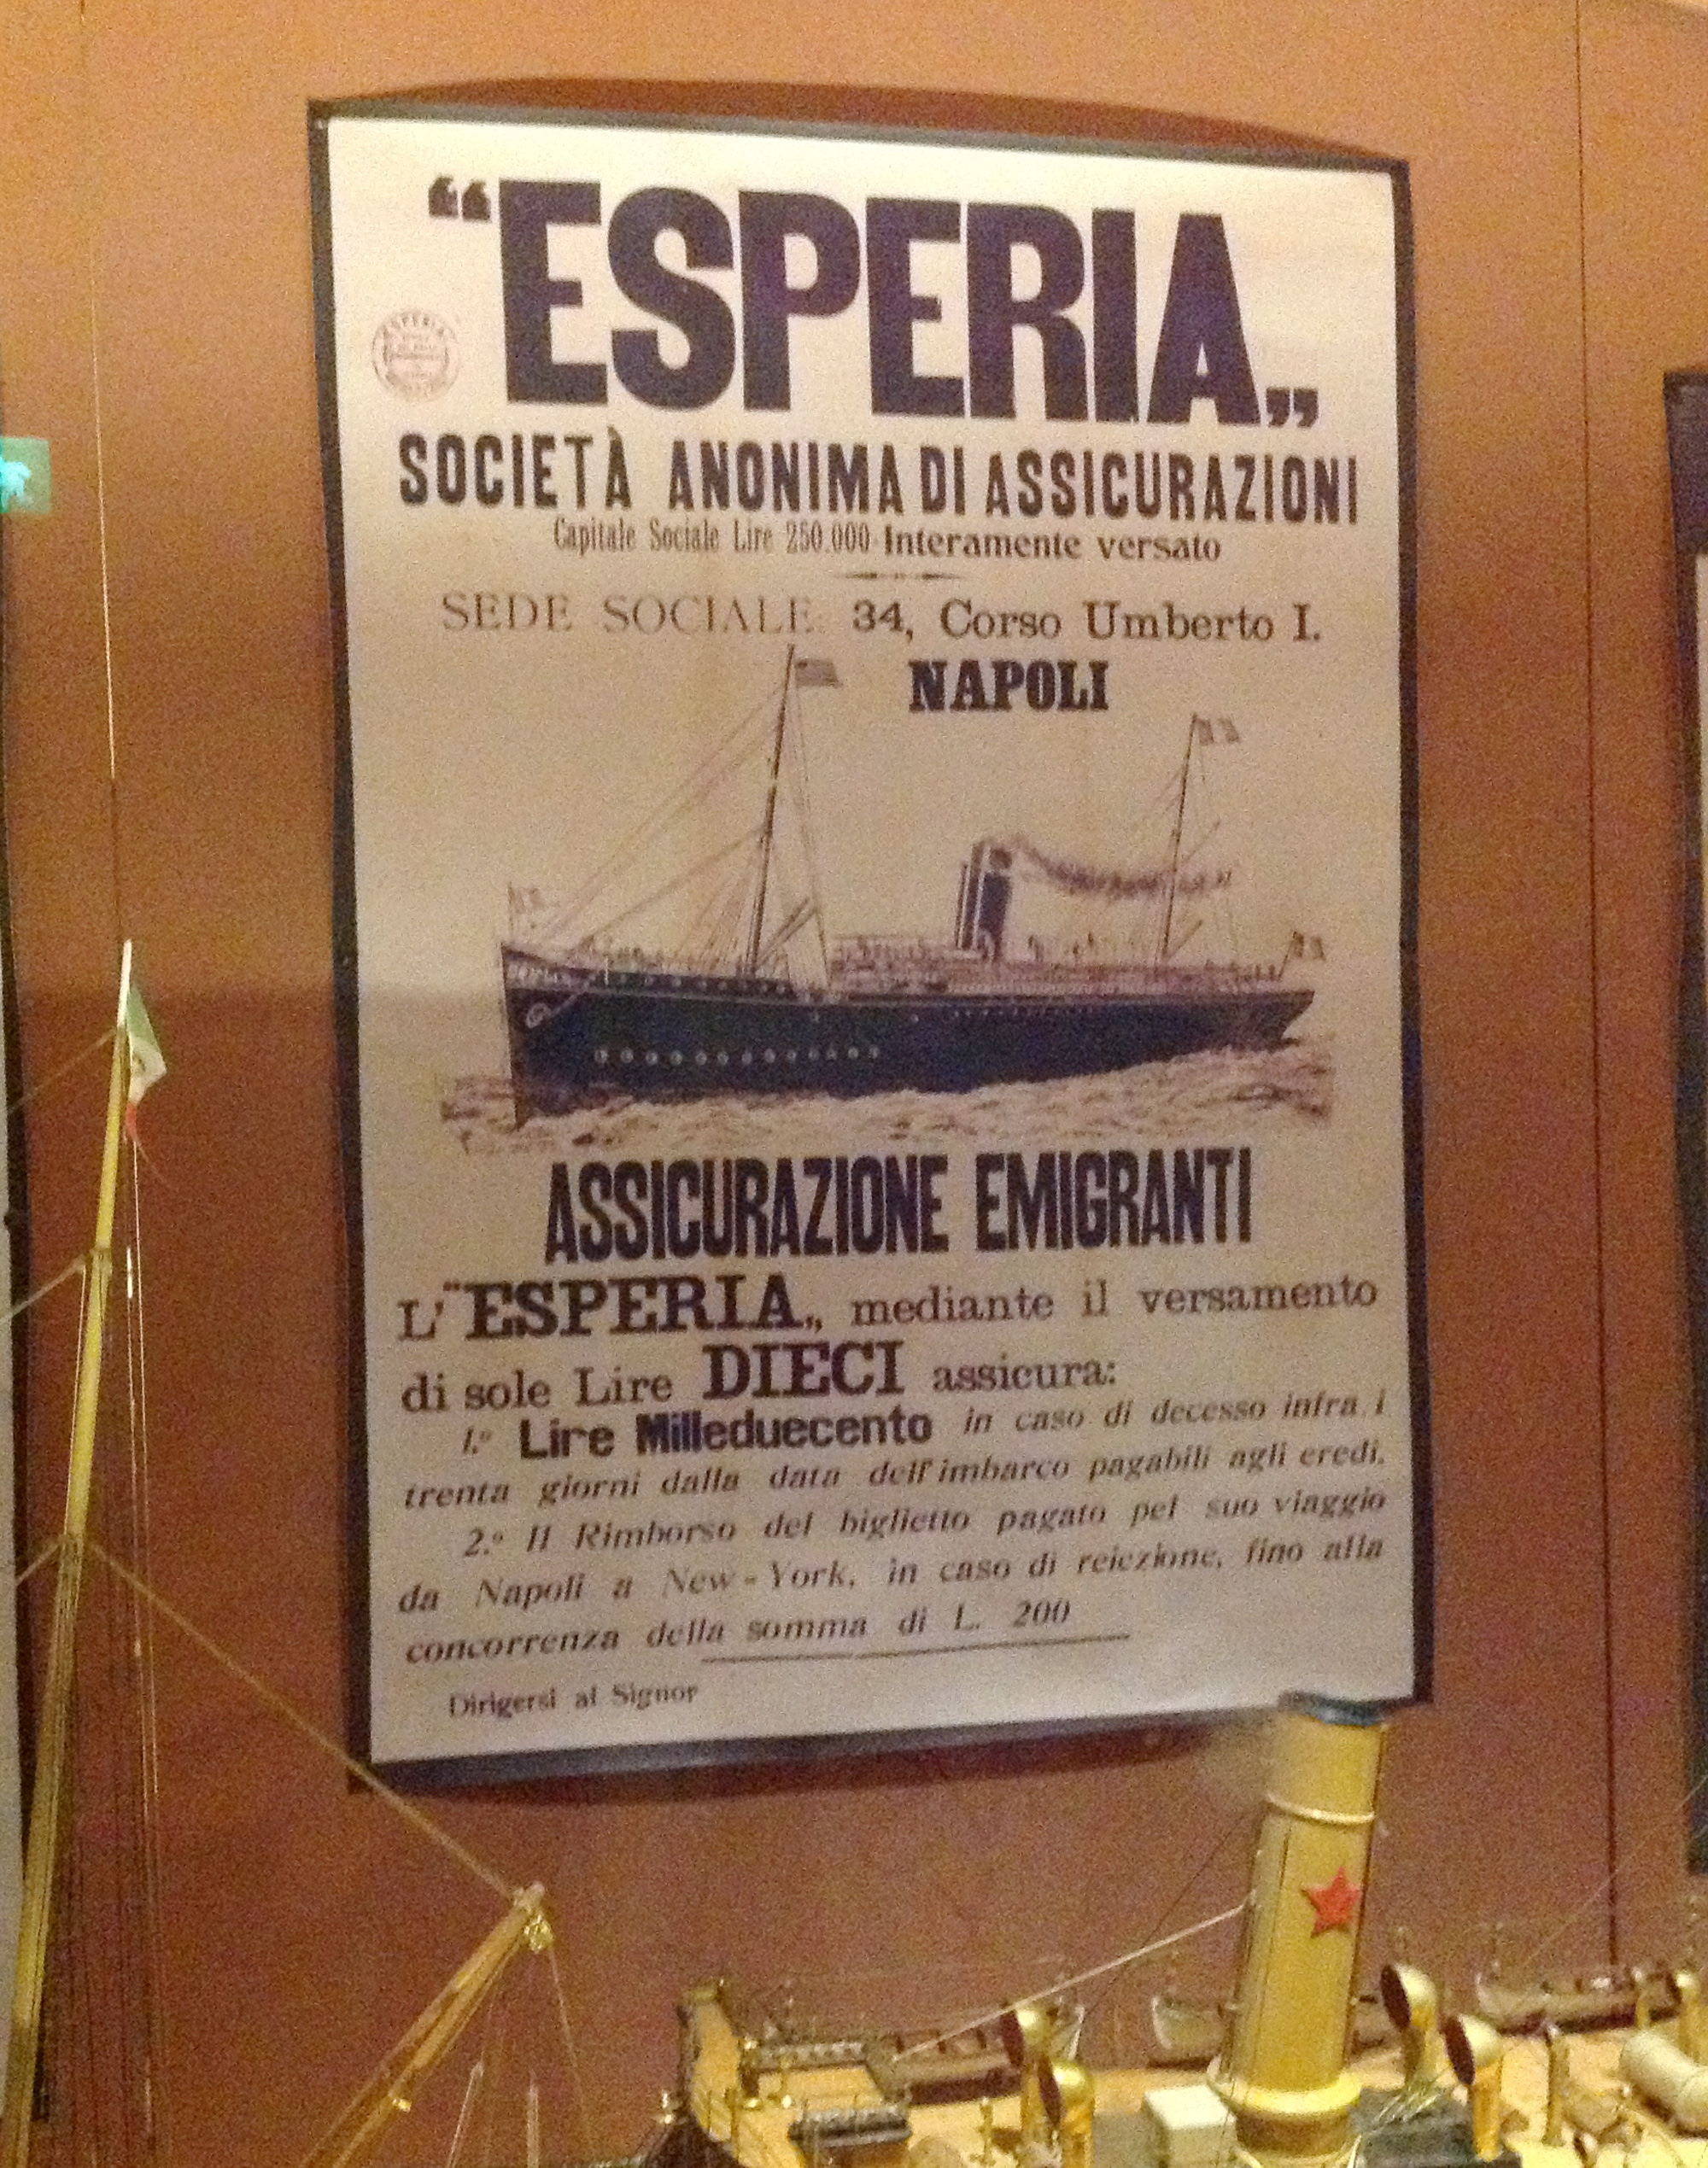 “ESPERIA„
ESPERIA
SOCIETÀ ANONIMA DI ASSICURAZIONI
Capitale Sociale Lire 250.000 Interamente versato
SEDE SOCIALE 34, Corso Umberto I.
NAPOLI
ASSICURAZIONE EMIGRANTI
L'“ESPERIA„ mediante il versamento
di sole Lire DIECI assicura:
1.º Lire Milleduecento in caso di decesso infra i
trenta giorni dalla data dell'imbarco pagabili agli eredi.
2.º Il Rimborso del biglietto pagato pel suo viaggio
da Napoli a New-York, in caso di reiezione, fino alla
concorrenza della somma di L. 200
Dirigersi al Signor